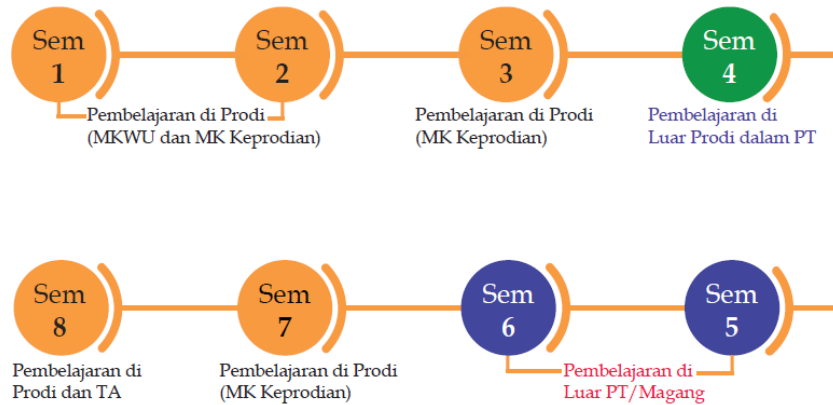 Sem
1
Sem
2
Sem
3
Sem
4
Pembelajaran di Prodi
(MKWU dan MK Keprodian)
Pembelajaran di Prodi
(MK Keprodian)
Pembelajaran di
Luar Prodi dalam PT
Sem
8
Sem
7
Sem
6
Sem
5
Pembelajaran di
Prodi dan TA
Pembelajaran di Prodi
(MK Keprodian)
Pembelajaran di
Luar PT/Magang